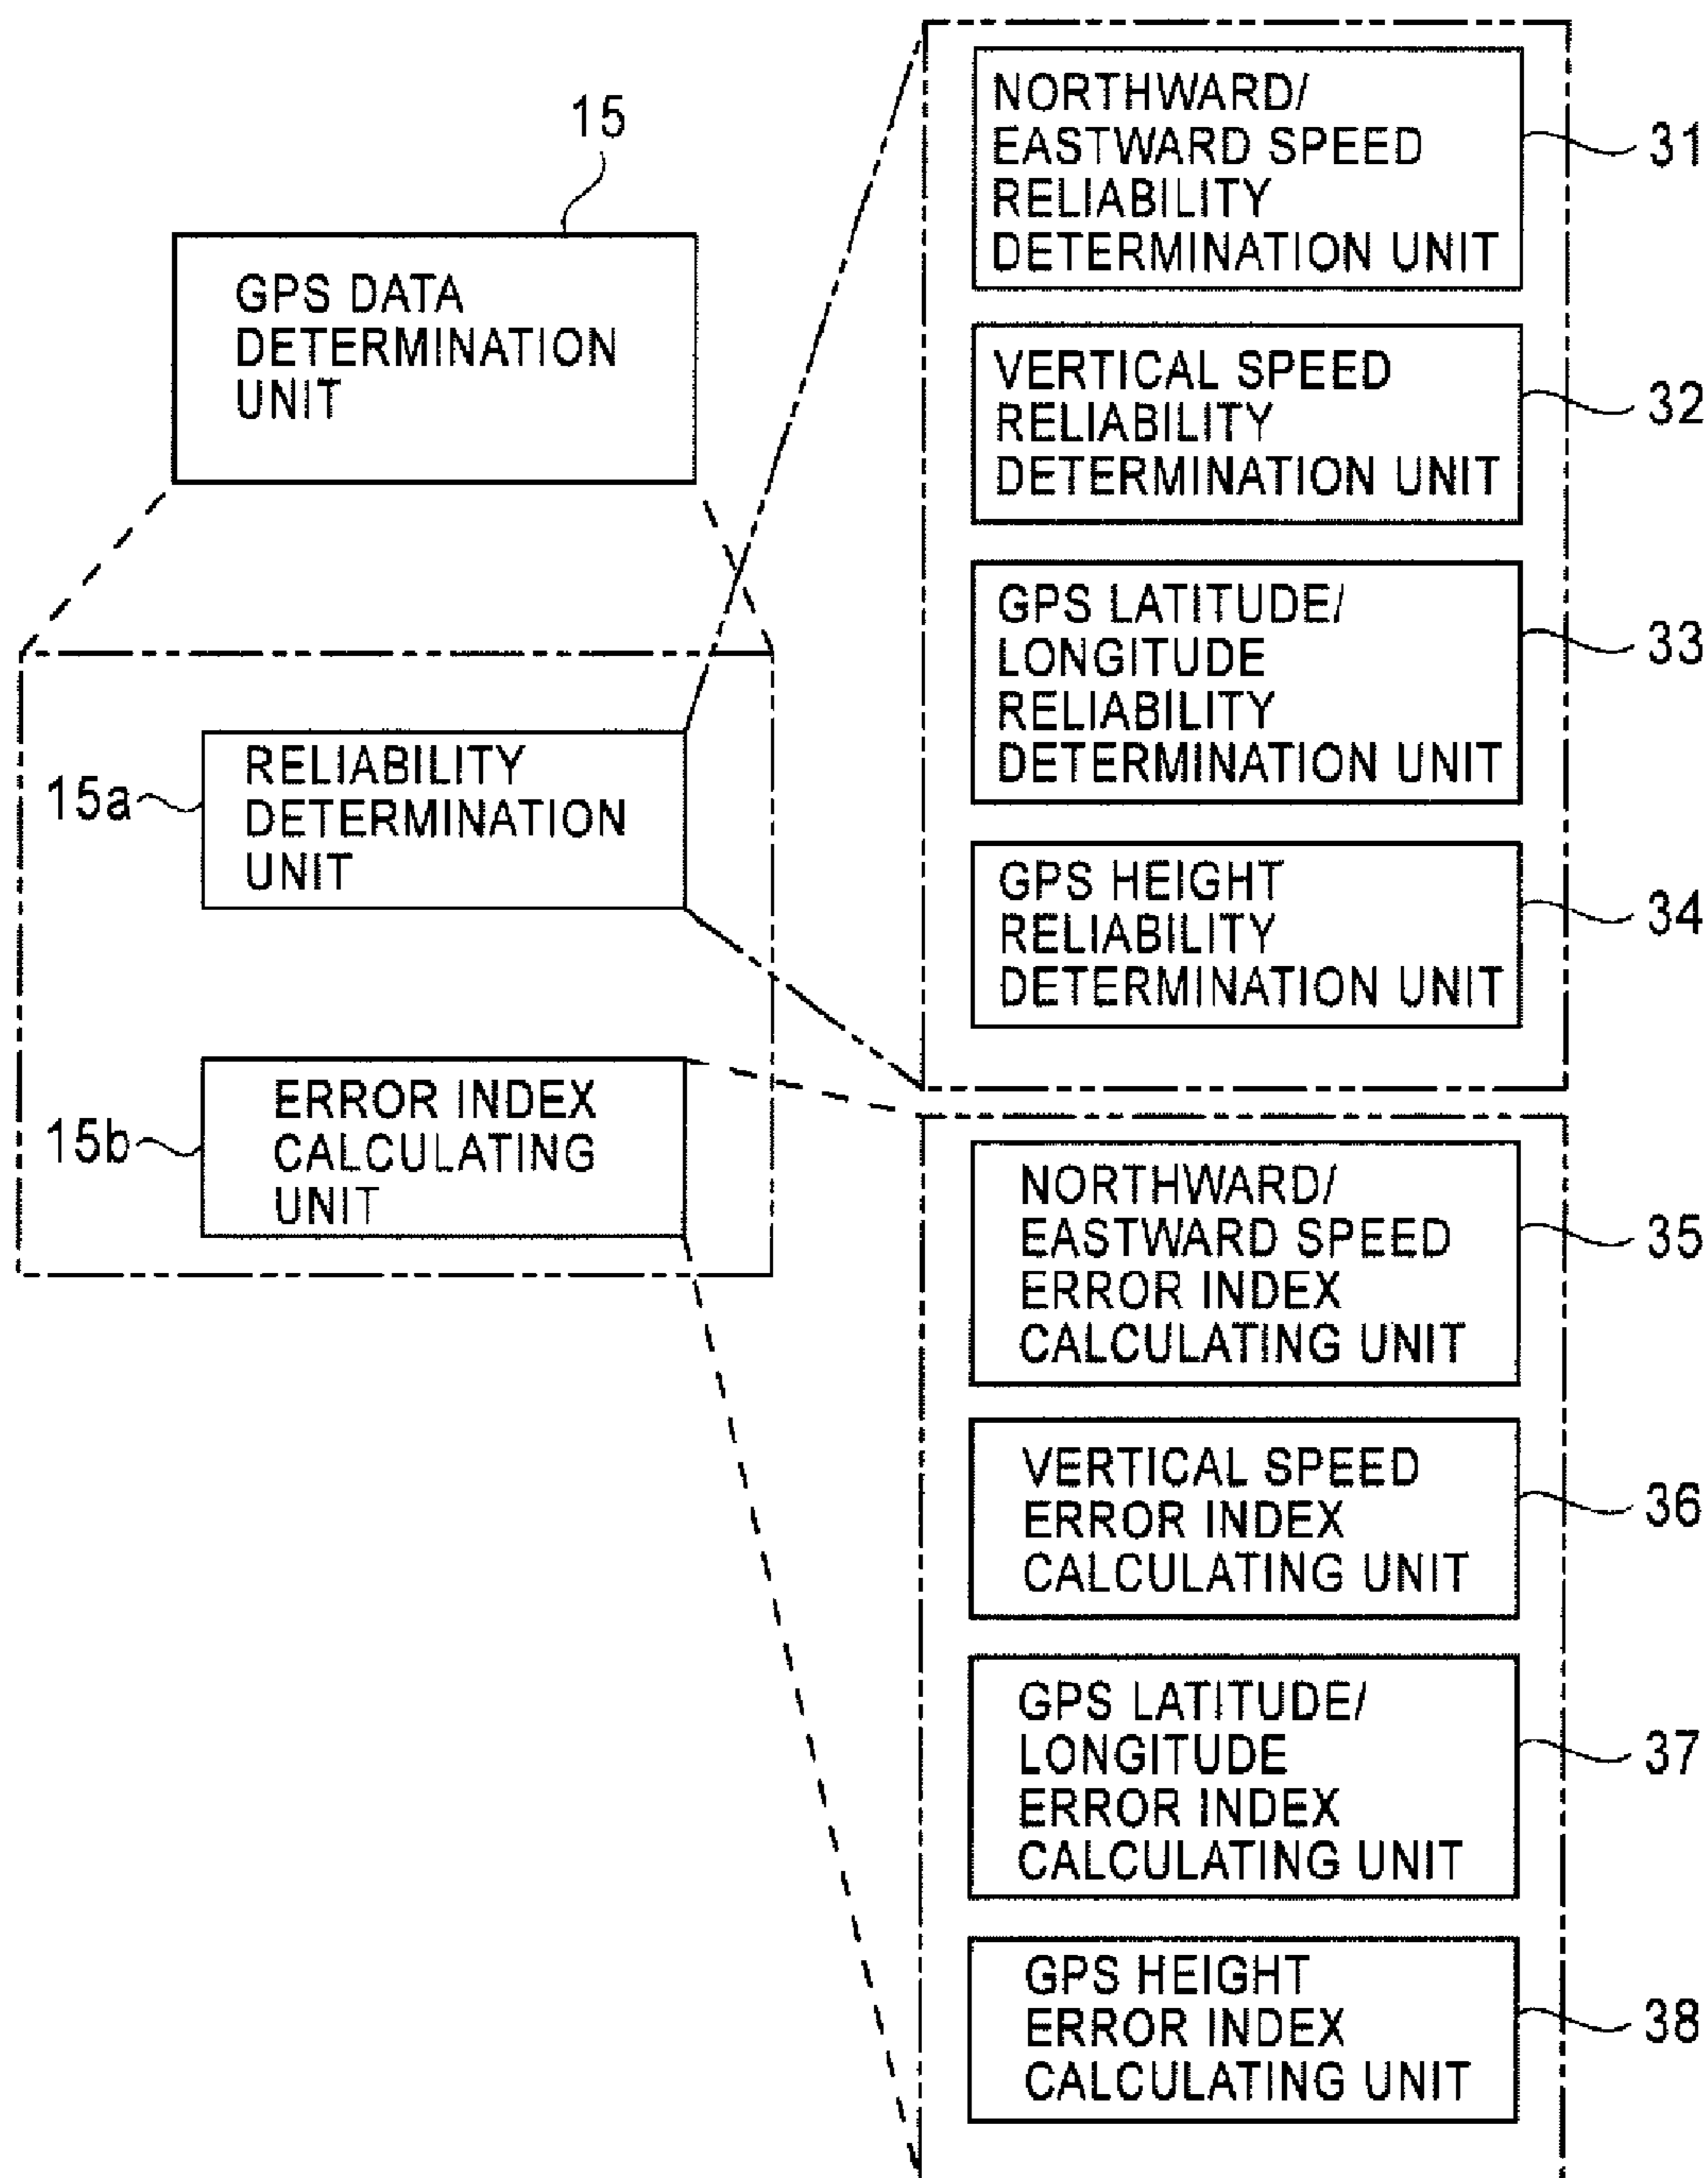 15
GPS DATA
DETERMINATION
UNIT
15a
RELIABILITY
DETERMINATION
UNIT
15b
ERROR INDEX
CALCULATING
UNIT
NORTHWARD/
EASTWARD SPEED
RELIABILITY
DETERMINATION UNIT
31
VERTICAL SPEED
RELIABILITY
DETERMINATION UNIT
32
GPS LATITUDE/
LONGITUDE
RELIABILITY
DETERMINATION UNIT
33
GPS HEIGHT
RELIABILITY
DETERMINATION UNIT
34
NORTHWARD/
EASTWARD SPEED
ERROR INDEX
CALCULATING UNIT
35
VERTICAL SPEED
ERROR INDEX
CALCULATING UNIT
36
GPS LATITUDE/
LONGITUDE
ERROR INDEX
CALCULATING UNIT
37
GPS HEIGHT
ERROR INDEX
CALCULATING UNIT
38